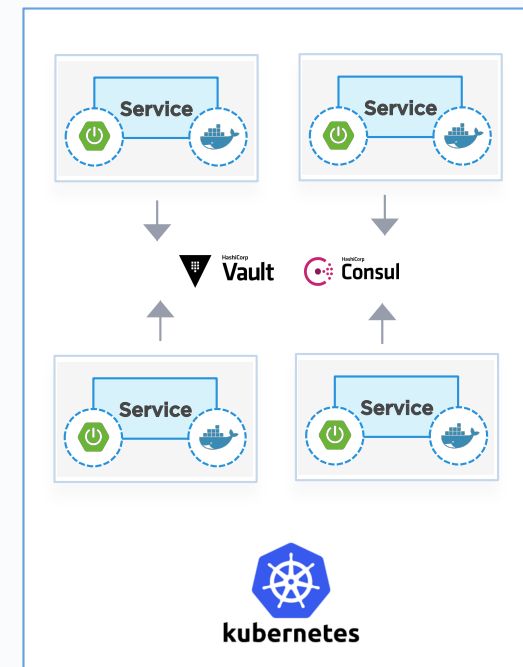 Service
Service
HashiCorp
Vault
HashiCorp
Consul
Service
Service
kubernetes